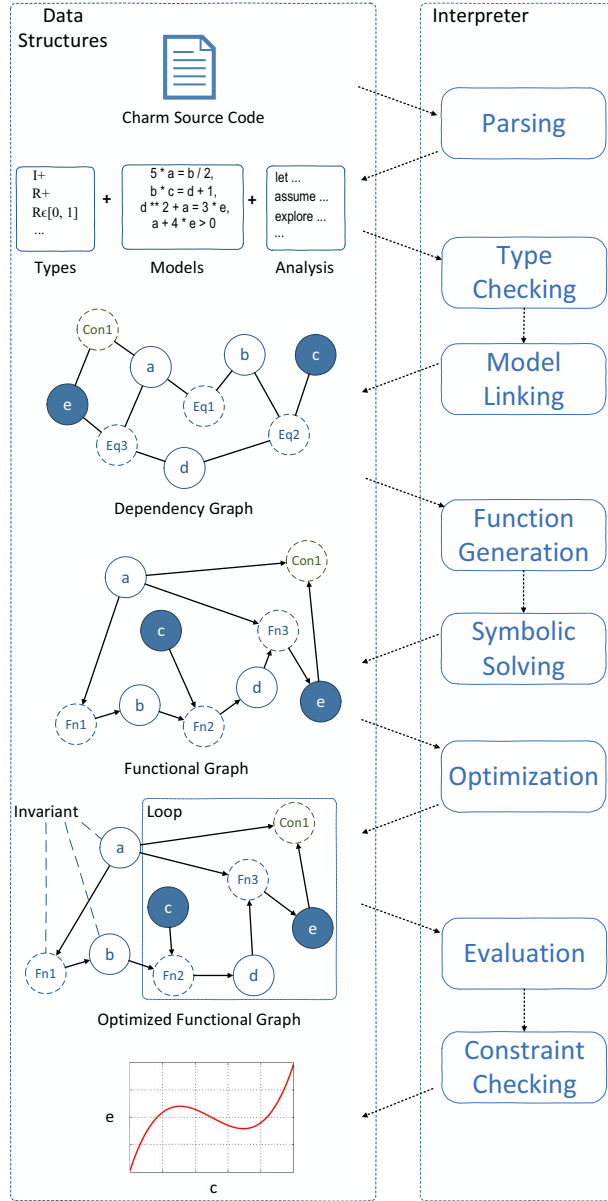 Data
Structures
Interpreter
Charm Source Code
Parsing
I+
R+
Rϵ[0, 1]
...
+
5 * a = b / 2,
b * c = d + 1,
d ** 2 + a = 3 * e,
a + 4 * e > 0
+
let ...
assume ...
explore ...
...
Types
Models
Analysis
Type
Checking
Con1
a
b
c
e
Eq1
Eq2
Eq3
d
Model
Linking
Dependency Graph
Function
Generation
a
Con1
c
Fn3
d
b
e
Fn1
Fn2
Symbolic
Solving
Functional Graph
Optimization
Invariant
Loop
a
Con1
Fn3
c
e
b
Fn1
Fn2
d
Evaluation
Optimized Functional Graph
Constraint
Checking
e
c